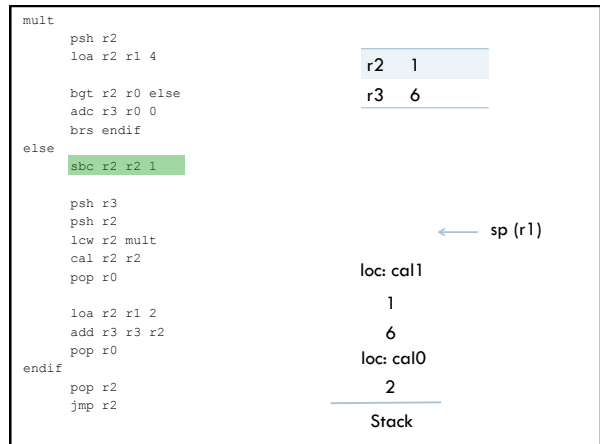 mult
psh r2
loa r2 r1 4
bgt r2 r0 else
adc r3 r0 0
brs endif
else
sbc r2 r2 1
psh r3
psh r2
lcw r2 mult
cal r2 r2
pop r0
loa r2 r1 2
add r3 r3 r2
pop r0
endif
pop r2
jmp r2
r2 1
r3 6
sp (r1)
loc: cal1
1
6
loc: cal0
2
Stack